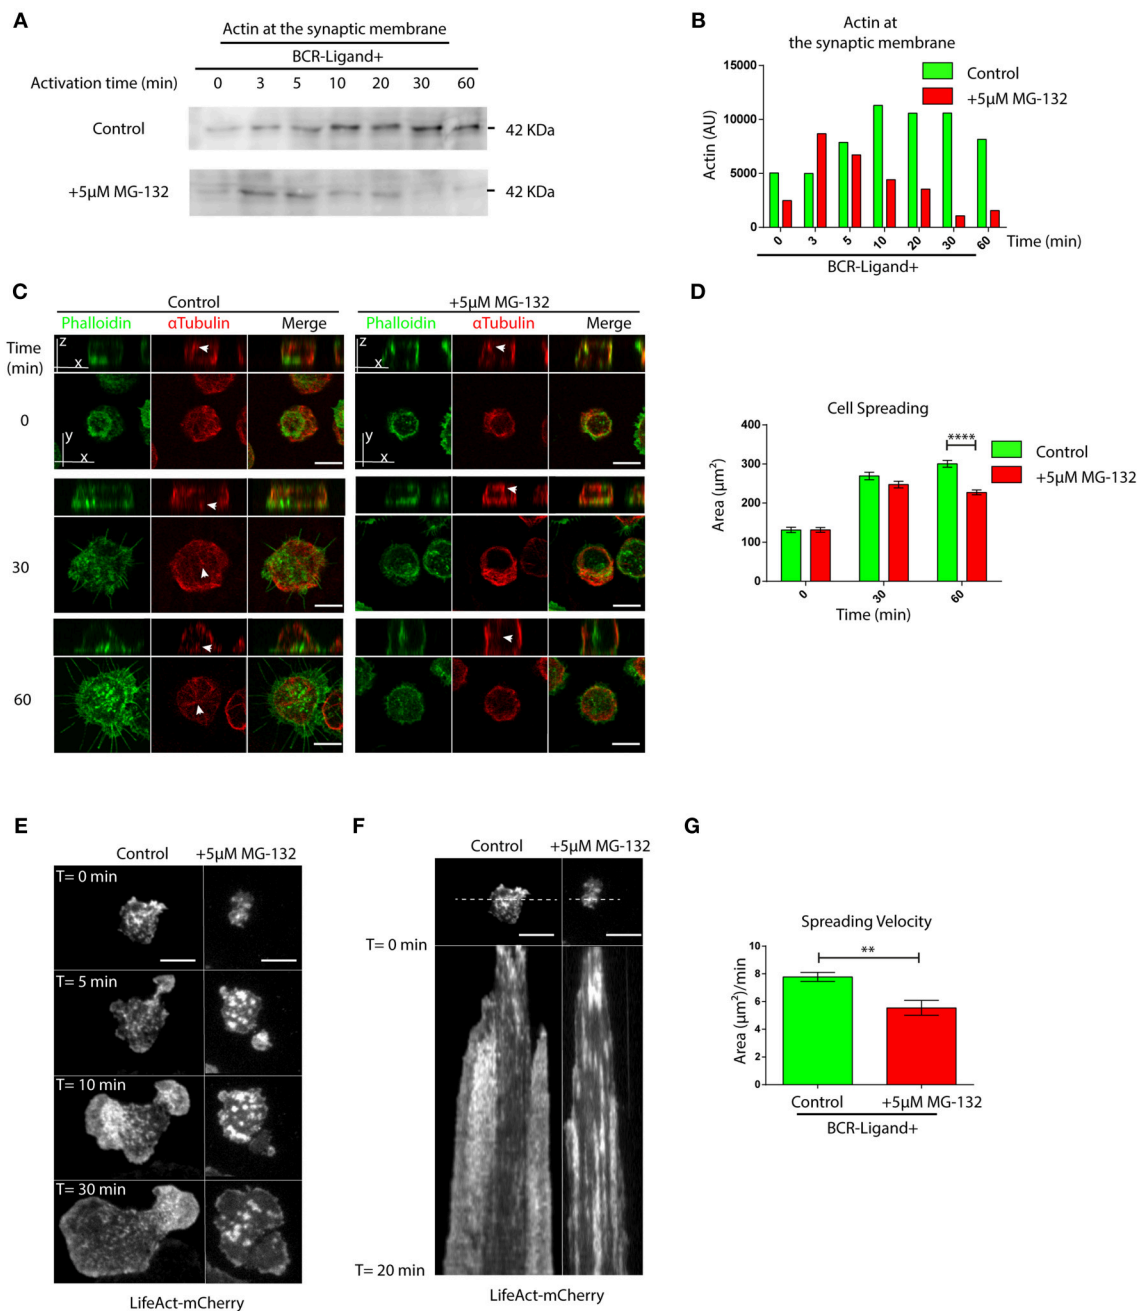 A
Actin at the synaptic membrane
BCR-Ligand+
Activation time (min) 0 3 5 10 20 30 60
Control 42 KDa
+5µM MG-132 42 KDa
B
Actin at
the synaptic membrane
Control
+5µM MG-132
Actin (AU)
15000
10000
5000
0
0 3 5 10 20 30 60 Time (min)
BCR-Ligand+
C
Control +5µM MG-132
Phalloidin αTubulin Merge Phalloidin αTubulin Merge
Time
(min)
z
x
z
x
0
y
x
y
x
30
60
D
Cell Spreading
Control
+5µM MG-132
****
Area (µm²)
400
300
200
100
0
0 30 60
Time (min)
E
Control +5µM MG-132
T= 0 min
T= 5 min
T= 10 min
T= 30 min
LifeAct-mCherry
F
Control +5µM MG-132
T= 0 min
T= 20 min
LifeAct-mCherry
G
Spreading Velocity
**
Area (µm²)/min
10
8
6
4
2
0
Control +5µM MG-132
BCR-Ligand+